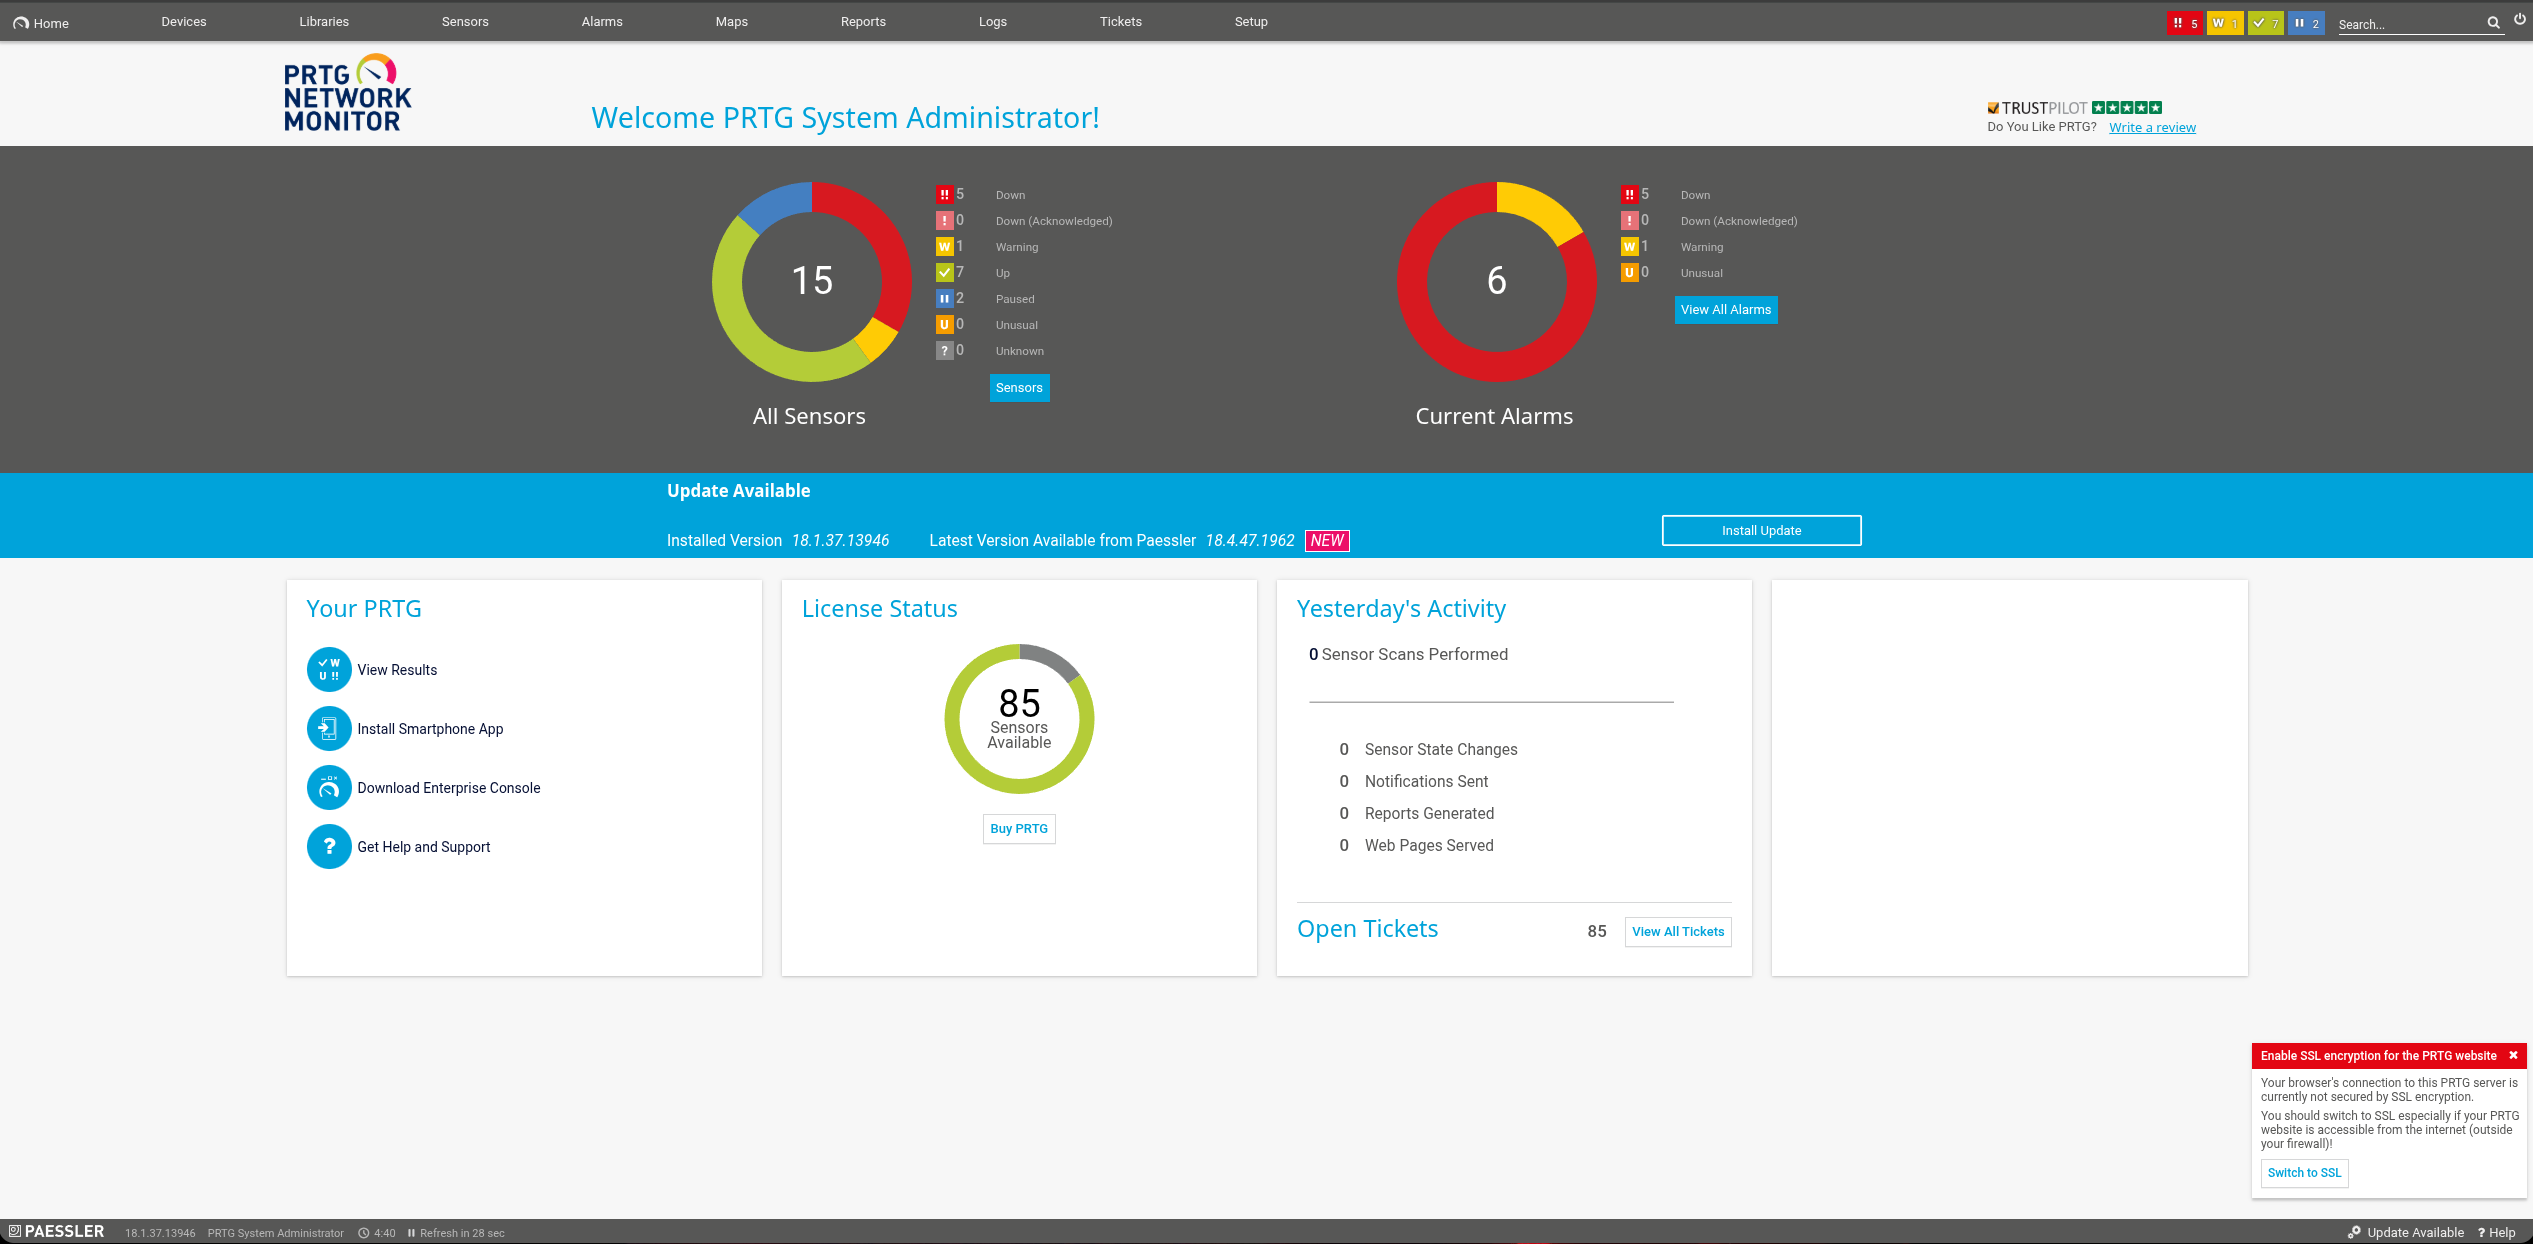 Home Devices Libraries Sensors Alarms Maps Reports Logs Tickets Setup !! 5 W 1 7 2 Search...
PRTG
NETWORK
MONITOR
Welcome PRTG System Administrator!
TRUSTPILOT
Do You Like PRTG? Write a review
15
!! 5 Down
! 0 Down (Acknowledged)
W 1 Warning
7 Up
2 Paused
U 0 Unusual
? 0 Unknown
Sensors
All Sensors
6
!! 5 Down
! 0 Down (Acknowledged)
W 1 Warning
U 0 Unusual
View All Alarms
Current Alarms
Update Available
Installed Version 18.1.37.13946 Latest Version Available from Paessler 18.4.47.1962 NEW
Install Update
Your PRTG
W
U !!
View Results
Install Smartphone App
Download Enterprise Console
? Get Help and Support
License Status
85
Sensors
Available
Buy PRTG
Yesterday's Activity
0 Sensor Scans Performed
0 Sensor State Changes
0 Notifications Sent
0 Reports Generated
0 Web Pages Served
Open Tickets 85 View All Tickets
Enable SSL encryption for the PRTG website
Your browser's connection to this PRTG server is
currently not secured by SSL encryption.
You should switch to SSL especially if your PRTG
website is accessible from the internet (outside
your firewall)!
Switch to SSL
PAESSLER 18.1.37.13946 PRTG System Administrator 4:40 Refresh in 28 sec Update Available ? Help